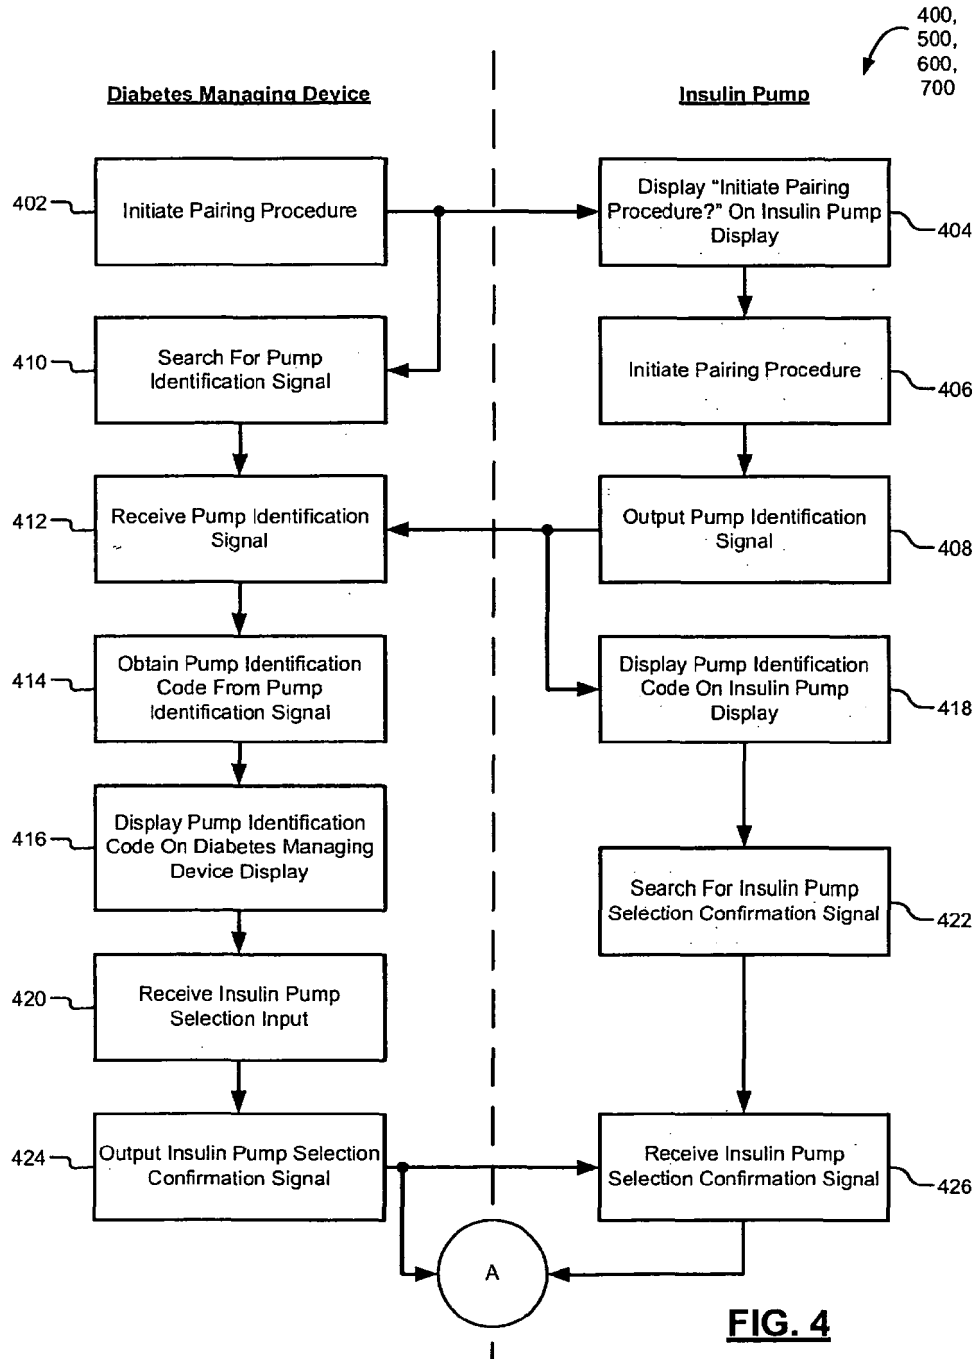 400,
500,
600,
700
Diabetes Managing Device
Insulin Pump
402
Initiate Pairing Procedure
Display "Initiate Pairing
Procedure?" On Insulin Pump
Display
404
410
Search For Pump
Identification Signal
Initiate Pairing Procedure
406
412
Receive Pump Identification
Signal
Output Pump Identification
Signal
408
414
Obtain Pump Identification
Code From Pump
Identification Signal
Display Pump Identification
Code On Insulin Pump
Display
418
416
Display Pump Identification
Code On Diabetes Managing
Device Display
Search For Insulin Pump
Selection Confirmation Signal
422
420
Receive Insulin Pump
Selection Input
424
Output Insulin Pump Selection
Confirmation Signal
Receive Insulin Pump
Selection Confirmation Signal
426
A
FIG. 4